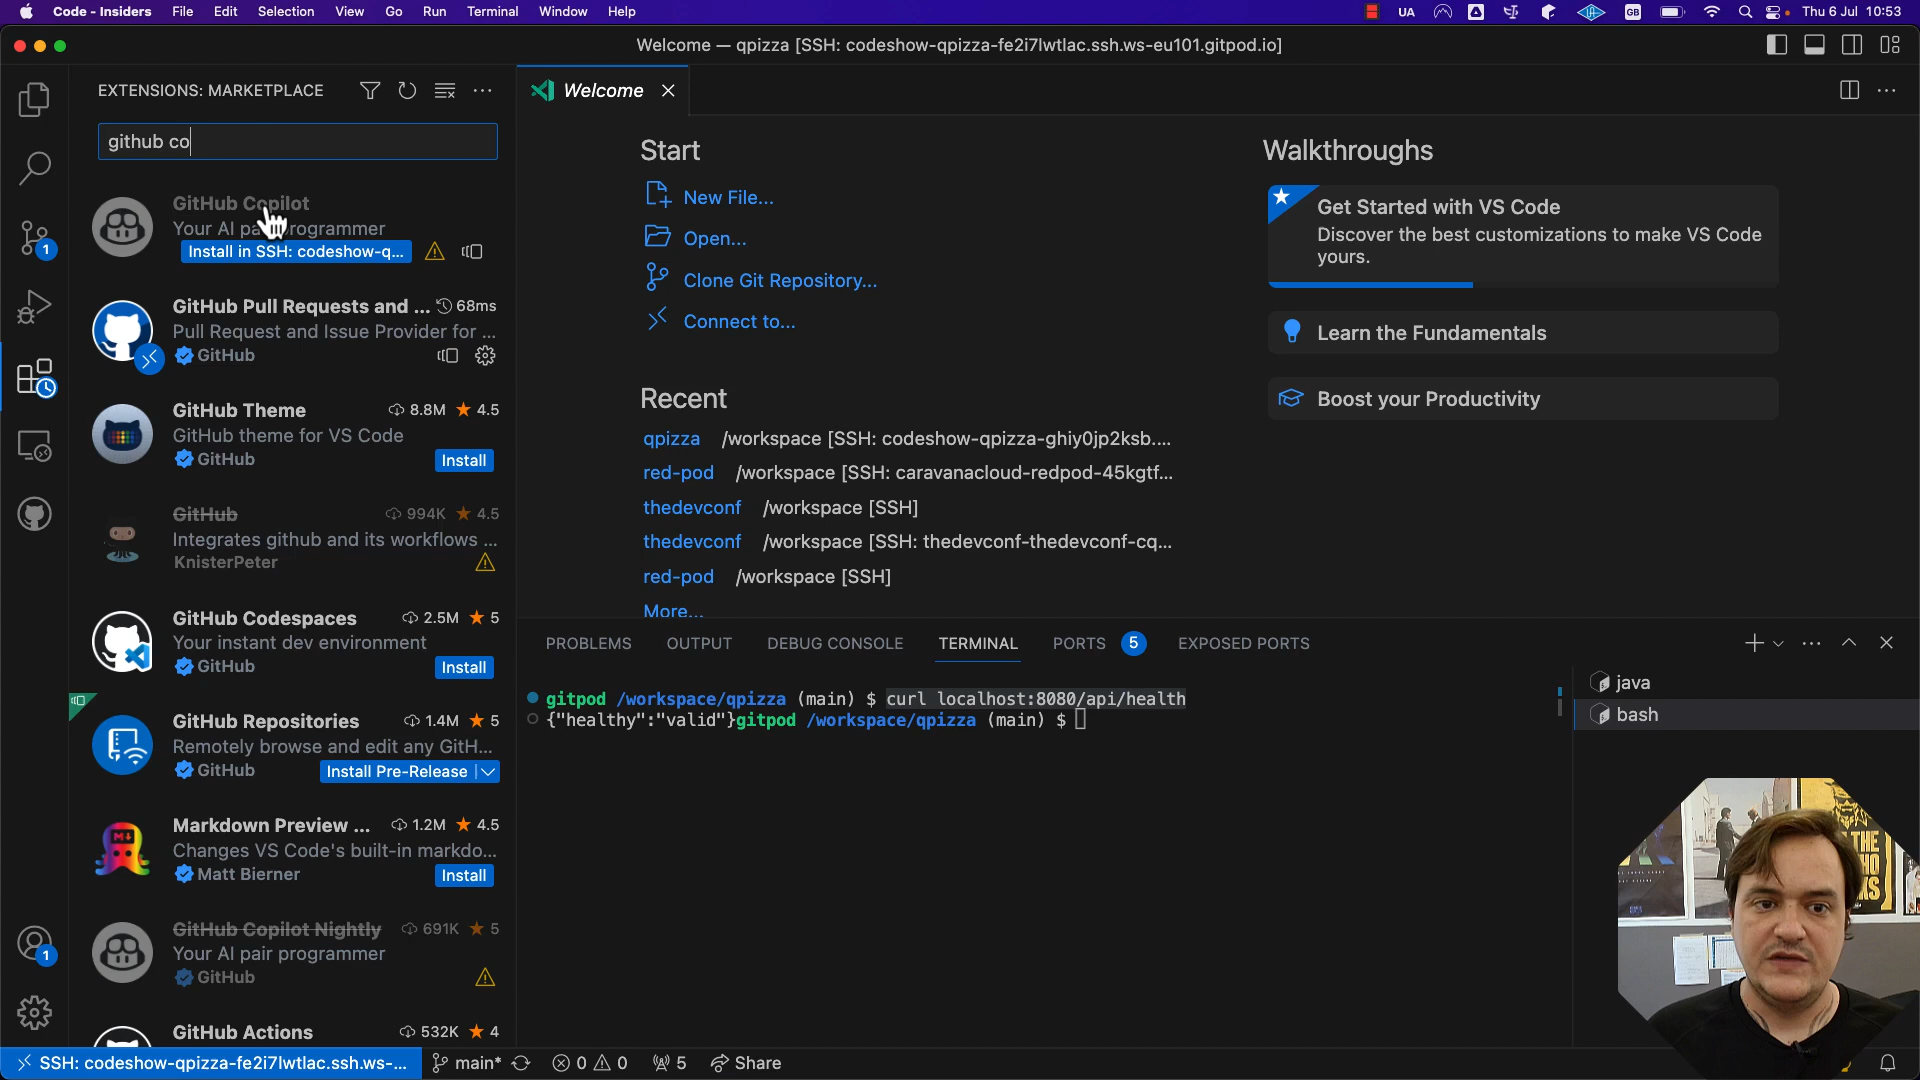 Code - Insiders File Edit Selection View Go Run Terminal Window Help
UA GB Thu 6 Jul 10:53
Welcome — qpizza [SSH: codeshow-qpizza-fe2i7lwtlac.ssh.ws-eu101.gitpod.io]
EXTENSIONS: MARKETPLACE
github co
GitHub Copilot
Your AI pa rogrammer
Install in SSH: codeshow-q...
GitHub Pull Requests and ... 68ms
Pull Request and Issue Provider for ...
GitHub
GitHub Theme 8.8M 4.5
GitHub theme for VS Code
GitHub Install
GitHub 994K 4.5
Integrates github and its workflows ...
KnisterPeter
GitHub Codespaces 2.5M 5
Your instant dev environment
GitHub Install
GitHub Repositories 1.4M 5
Remotely browse and edit any GitH...
GitHub Install Pre-Release
Markdown Preview ... 1.2M 4.5
Changes VS Code's built-in markdo...
Matt Bierner Install
GitHub Copilot Nightly 691K 5
Your AI pair programmer
GitHub
GitHub Actions 532K 4
1
1
Welcome
Start
New File...
Open...
Clone Git Repository...
Connect to...
Recent
qpizza /workspace [SSH: codeshow-qpizza-ghiy0jp2ksb....
red-pod /workspace [SSH: caravanacloud-redpod-45kgtf...
thedevconf /workspace [SSH]
thedevconf /workspace [SSH: thedevconf-thedevconf-cq...
red-pod /workspace [SSH]
More...
Walkthroughs
Get Started with VS Code
Discover the best customizations to make VS Code
yours.
Learn the Fundamentals
Boost your Productivity
PROBLEMS OUTPUT DEBUG CONSOLE TERMINAL PORTS 5 EXPOSED PORTS
gitpod /workspace/qpizza (main) $ curl localhost:8080/api/health
{"healthy":"valid"}gitpod /workspace/qpizza (main) $
java
bash
THE
SSH: codeshow-qpizza-fe2i7lwtlac.ssh.ws-... main* 0 0 5 Share